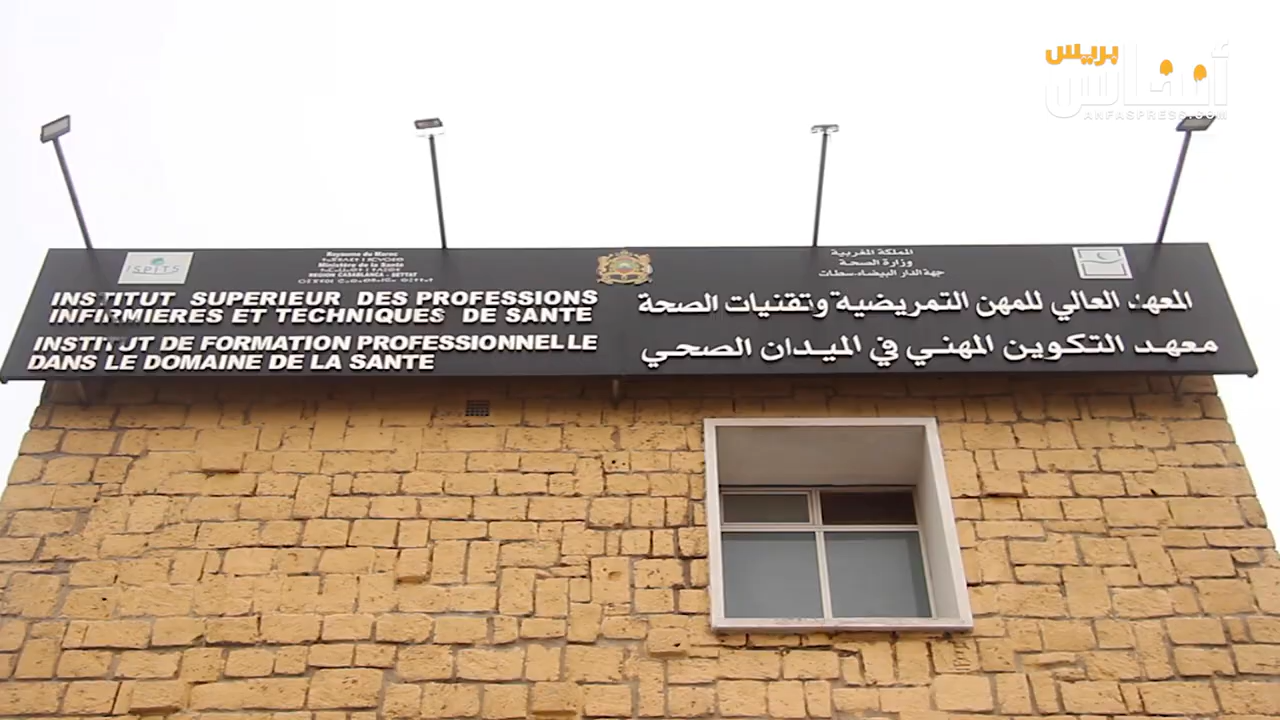 أنفاس بريس
ANFASPRESS.COM
ISPITS
Royaume du Maroc
Ministère de la Santé
REGION CASABLANCA - SETTAT
المملكة المغربية
وزارة الصحة
جهة الدار البيضاء-سطات
INSTITUT SUPERIEUR DES PROFESSIONS
INFIRMIERES ET TECHNIQUES DE SANTE
INSTITUT DE FORMATION PROFESSIONNELLE
DANS LE DOMAINE DE LA SANTE
المعهد العالي للمهن التمريضية وتقنيات الصحة
معهد التكوين المهني في الميدان الصحي